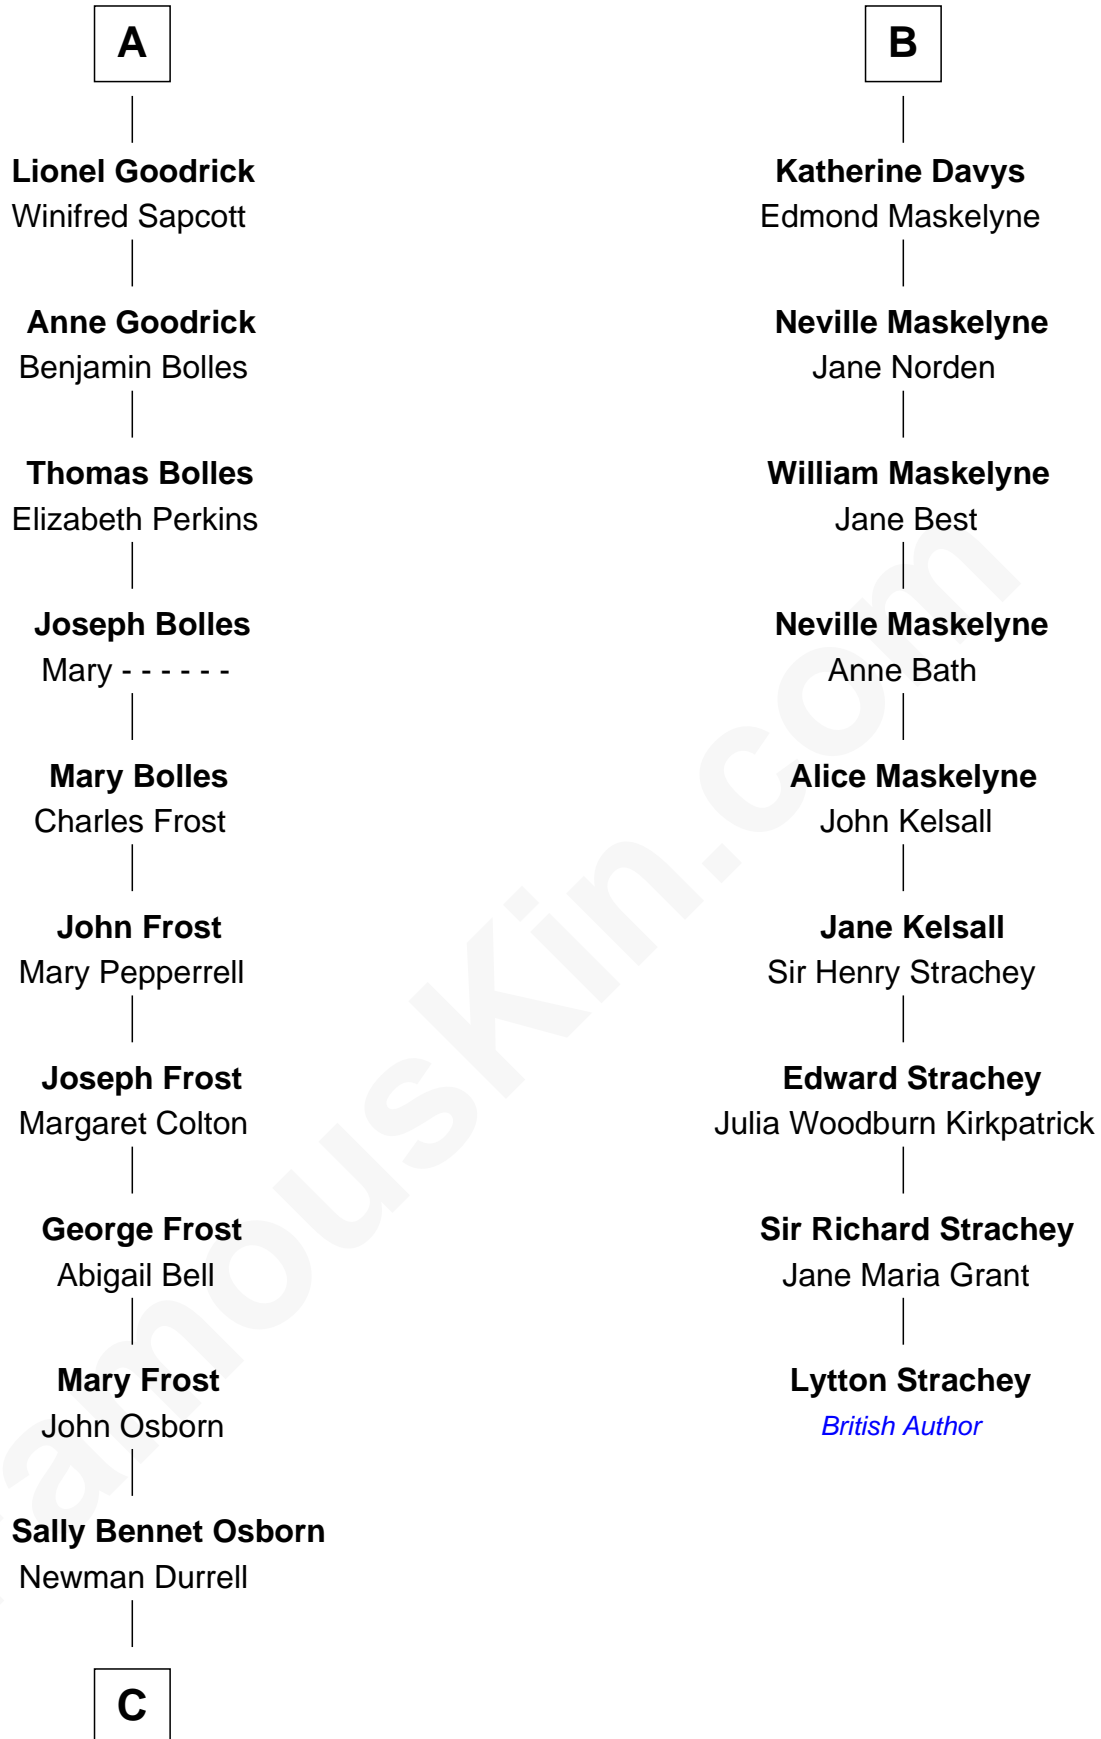 A
Lionel Goodrick
Winifred Sapcott
Anne Goodrick
Benjamin Bolles
Thomas Bolles
Elizabeth Perkins
Joseph Bolles
Mary - - - - - -
Mary Bolles
Charles Frost
John Frost
Mary Pepperrell
Joseph Frost
Margaret Colton
George Frost
Abigail Bell
Mary Frost
John Osborn
Sally Bennet Osborn
Newman Durrell
C
B
Katherine Davys
Edmond Maskelyne
Neville Maskelyne
Jane Norden
William Maskelyne
Jane Best
Neville Maskelyne
Anne Bath
Alice Maskelyne
John Kelsall
Jane Kelsall
Sir Henry Strachey
Edward Strachey
Julia Woodburn Kirkpatrick
Sir Richard Strachey
Jane Maria Grant
Lytton Strachey
British Author
FamousKin.com